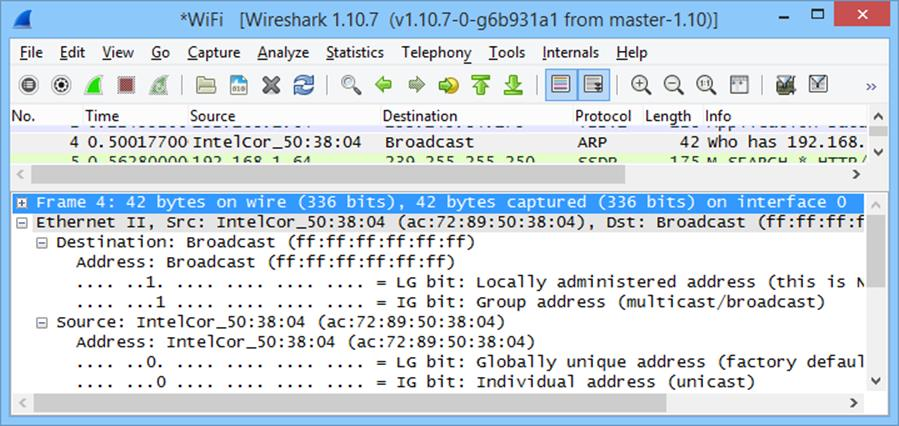 *WiFi [Wireshark 1.10.7 (v1.10.7-0-g6b931a1 from master-1.10)]
File Edit View Go Capture Analyze Statistics Telephony Tools Internals Help
No. Time Source Destination Protocol Length Info
4 0.50017700 IntelCor_50:38:04 Broadcast ARP 42 Who has 192.168.
5 0.56280000 192.168.1.64 239.255.255.250 SSDP 175 M-SEARCH * HTTP/
Frame 4: 42 bytes on wire (336 bits), 42 bytes captured (336 bits) on interface 0
Ethernet II, Src: IntelCor_50:38:04 (ac:72:89:50:38:04), Dst: Broadcast (ff:ff:ff:f
Destination: Broadcast (ff:ff:ff:ff:ff:ff)
Address: Broadcast (ff:ff:ff:ff:ff:ff)
.... ..1. .... .... .... .... = LG bit: Locally administered address (this is N
.... ...1 .... .... .... .... = IG bit: Group address (multicast/broadcast)
Source: IntelCor_50:38:04 (ac:72:89:50:38:04)
Address: IntelCor_50:38:04 (ac:72:89:50:38:04)
.... ..0. .... .... .... .... = LG bit: Globally unique address (factory defaul
.... ...0 .... .... .... .... = IG bit: Individual address (unicast)